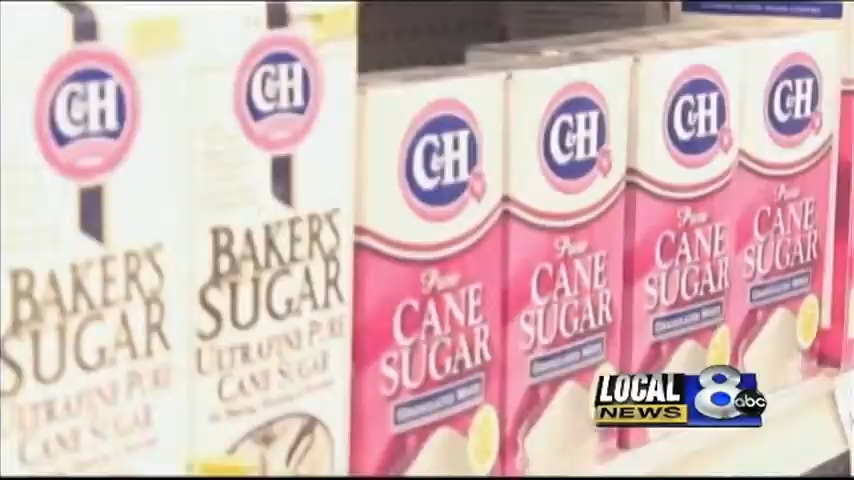 C&H
BAKER'S
SUGAR
ULTRAFINE PURE
CANE SUGAR
C&H
BAKER'S
SUGAR
ULTRAFINE PURE
CANE SUGAR
C&H
Pure
CANE
SUGAR
C&H
Pure
CANE
SUGAR
C&H
Pure
CANE
SUGAR
C&H
Pure
CANE
SUGAR
LOCAL
NEWS
8
abc